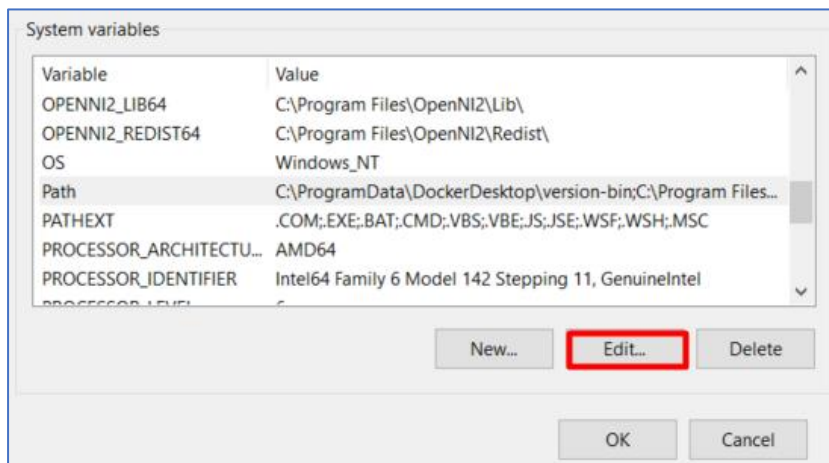 System variables
Variable Value
OPENNI2_LIB64 C:\Program Files\OpenNI2\Lib\
OPENNI2_REDIST64 C:\Program Files\OpenNI2\Redist\
OS Windows_NT
Path C:\ProgramData\DockerDesktop\version-bin;C:\Program Files...
PATHEXT .COM;.EXE;.BAT;.CMD;.VBS;.VBE;.JS;.JSE;.WSF;.WSH;.MSC
PROCESSOR_ARCHITECTU... AMD64
PROCESSOR_IDENTIFIER Intel64 Family 6 Model 142 Stepping 11, GenuineIntel
New... Edit... Delete
OK Cancel